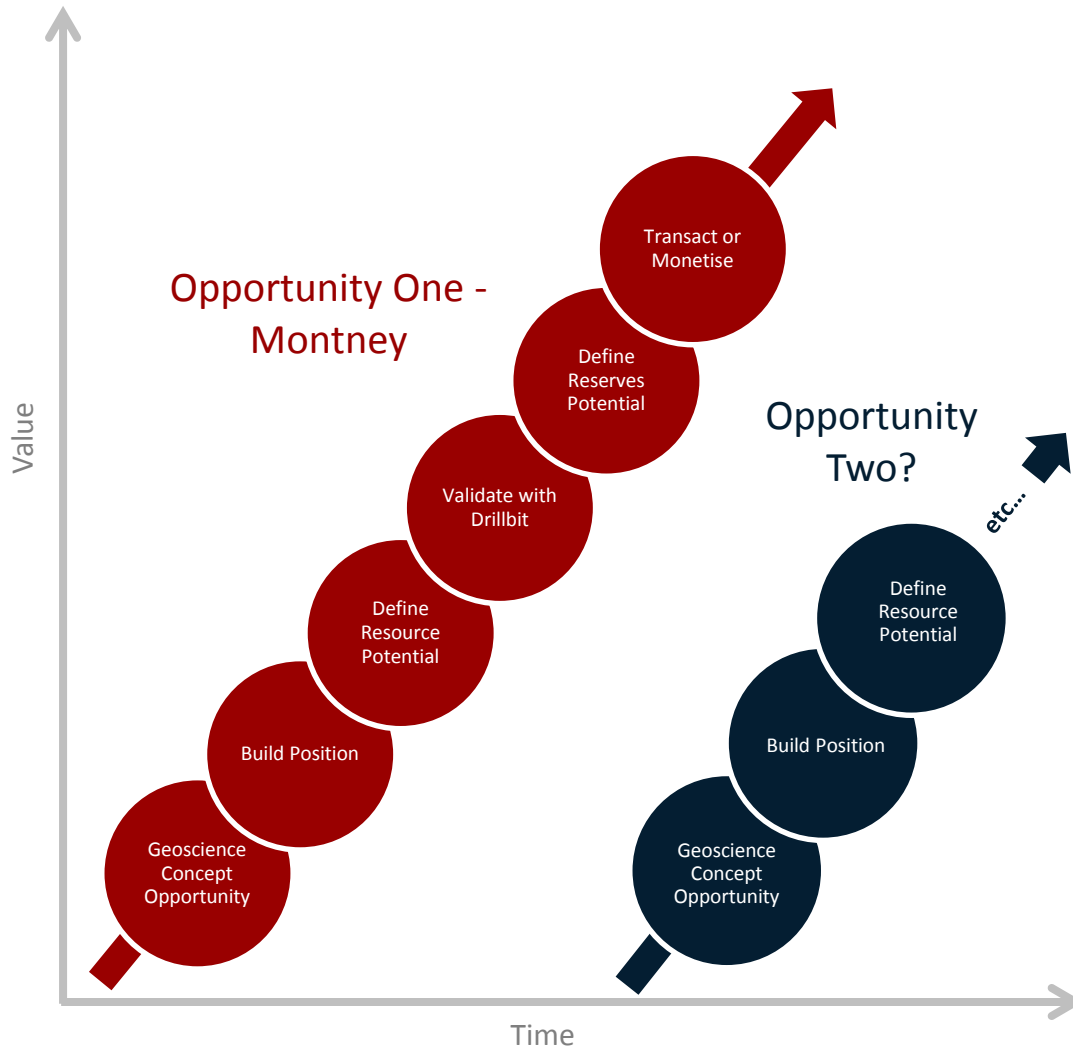 Value
Opportunity One -
Montney
Transact or
Monetise
Define
Reserves
Potential
Validate with
Drillbit
Define
Resource
Potential
Build Position
Geoscience
Concept
Opportunity
Opportunity
Two?
etc...
Define
Resource
Potential
Build Position
Geoscience
Concept
Opportunity
Time